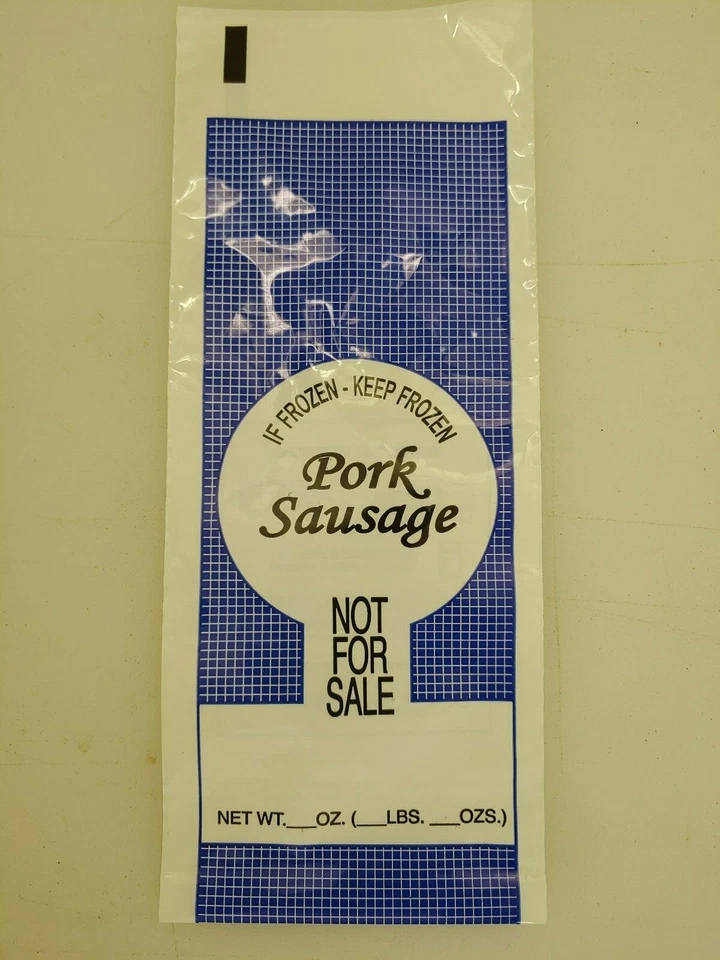 IF FROZEN - KEEP FROZEN
Pork
Sausage
NOT
FOR
SALE
NET WT.___OZ. (___LBS. ___OZS.)